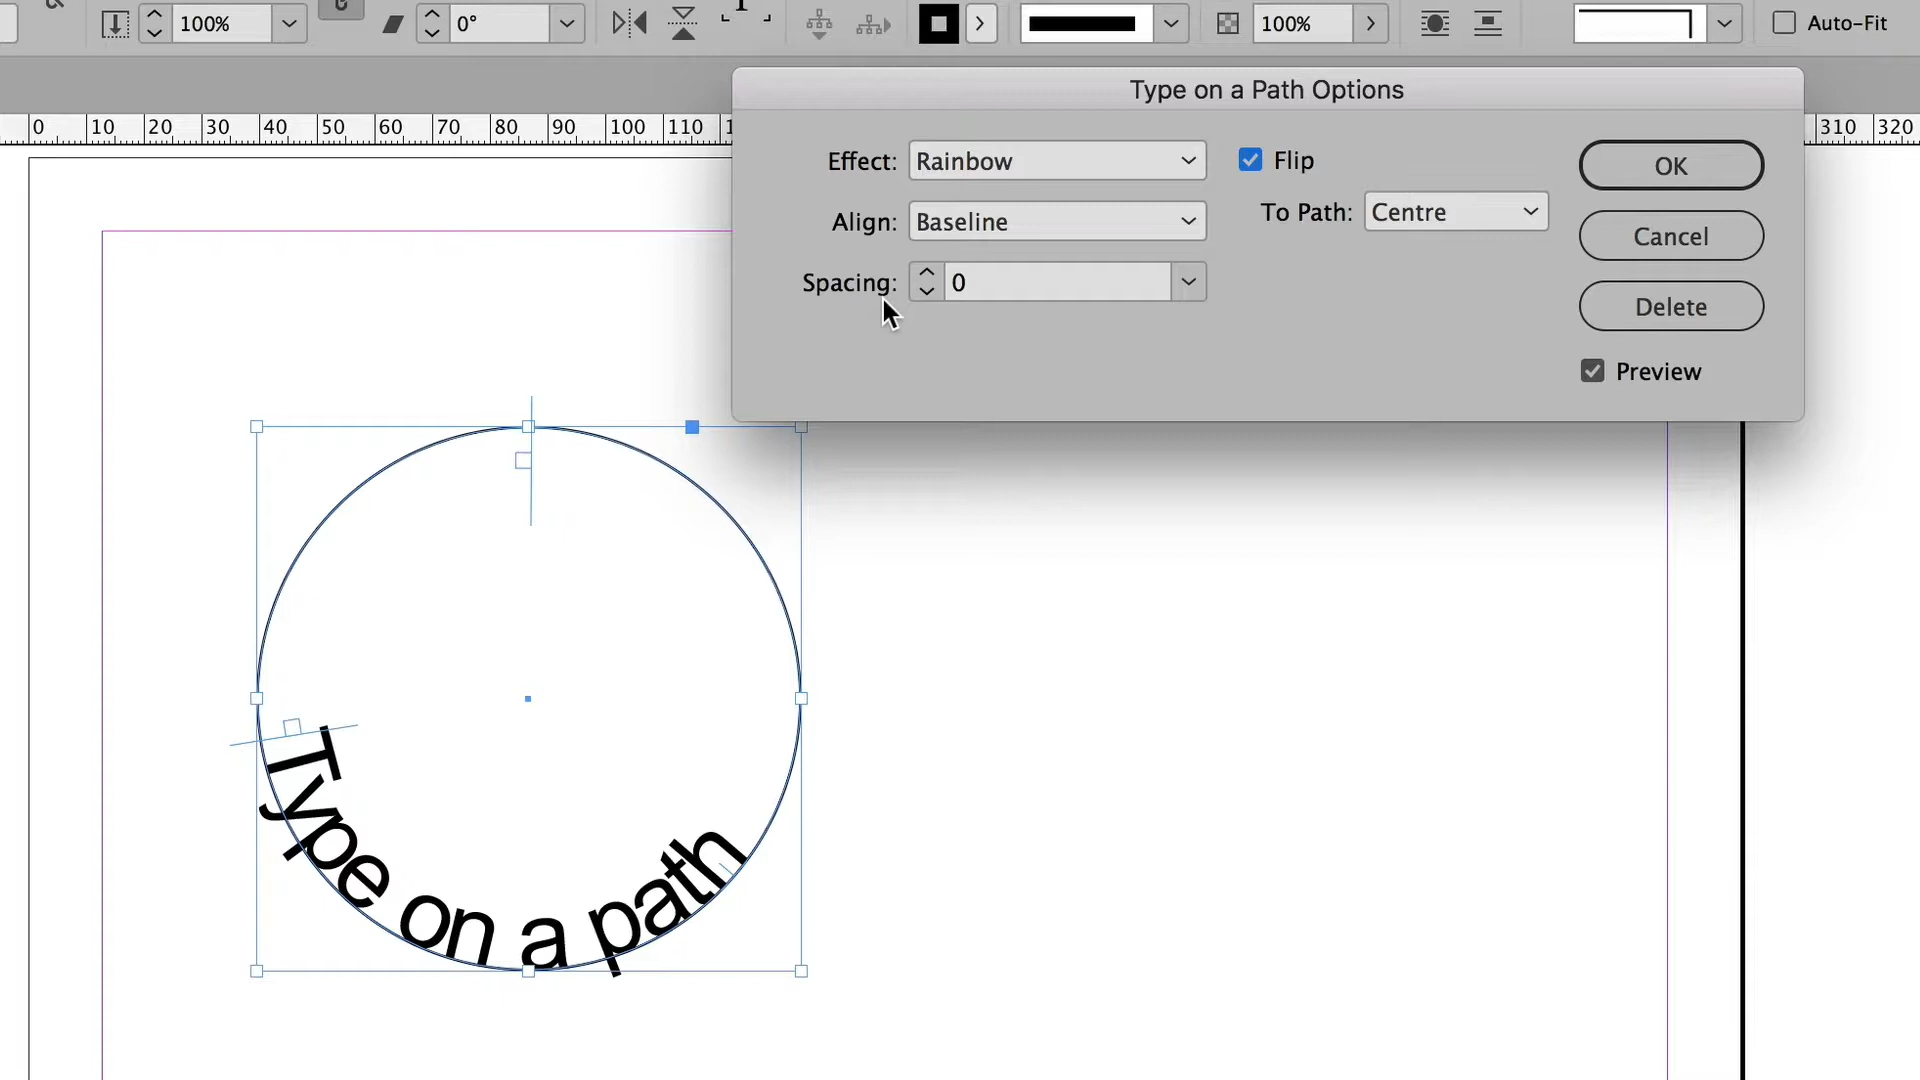 100%
0°
100%
Auto-Fit
Type on a Path Options
0 10 20 30 40 50 60 70 80 90 100 110 310 320
Effect: Rainbow
Flip
OK
To Path: Centre
Align: Baseline
Cancel
Spacing: 0
Delete
Preview
Type on a path